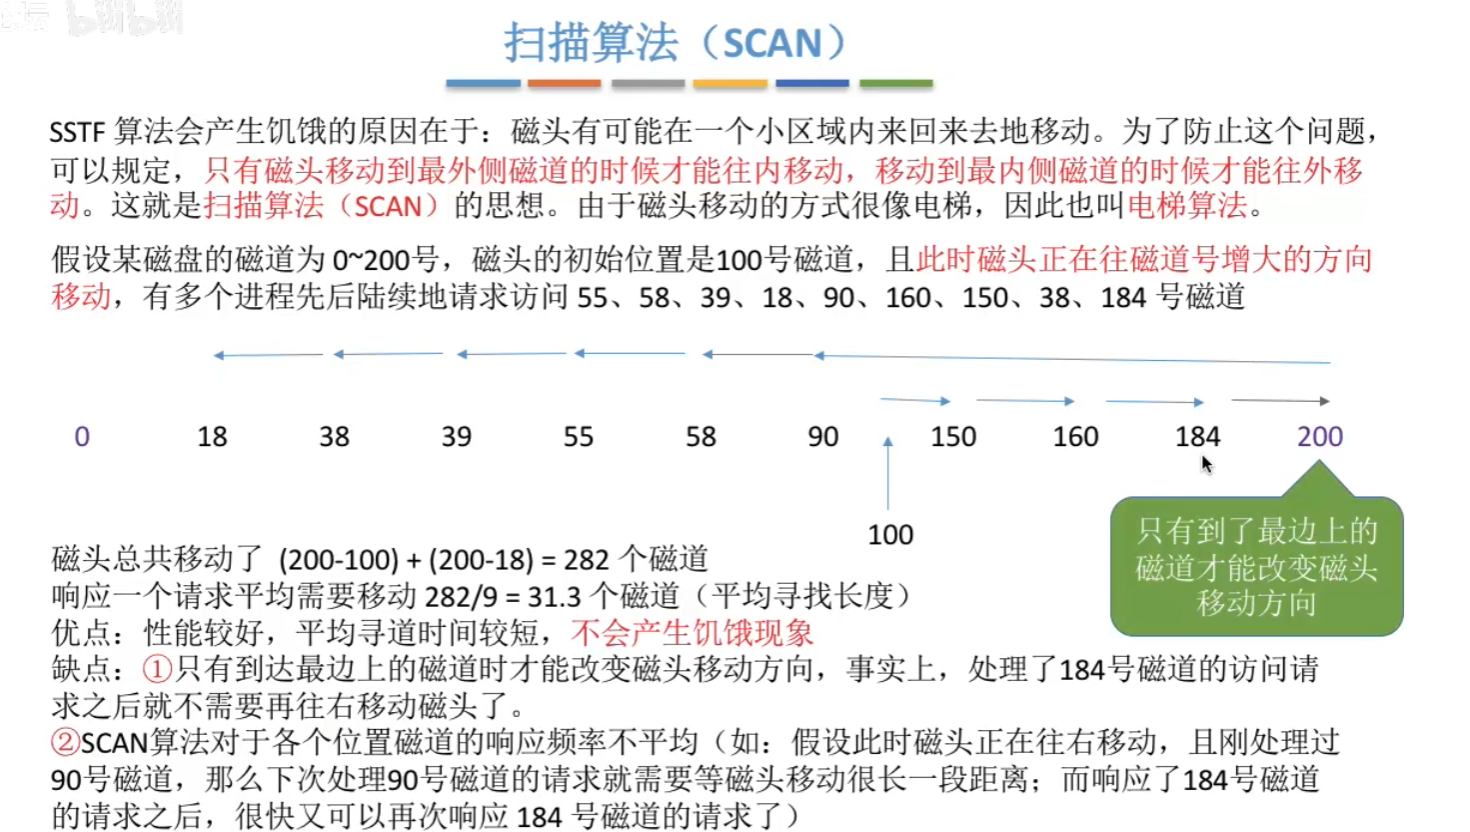 bilibili
扫描算法（SCAN）
SSTF 算法会产生饥饿的原因在于：磁头有可能在一个小区域内来回来去地移动。为了防止这个问题，
可以规定，只有磁头移动到最外侧磁道的时候才能往内移动，移动到最内侧磁道的时候才能往外移
动。这就是扫描算法（SCAN）的思想。由于磁头移动的方式很像电梯，因此也叫电梯算法。
假设某磁盘的磁道为 0~200号，磁头的初始位置是100号磁道，且此时磁头正在往磁道号增大的方向
移动，有多个进程先后陆续地请求访问 55、58、39、18、90、160、150、38、184 号磁道
0 18 38 39 55 58 90 150 160 184 200
100
只有到了最边上的
磁道才能改变磁头
移动方向
磁头总共移动了 (200-100) + (200-18) = 282 个磁道
响应一个请求平均需要移动 282/9 = 31.3 个磁道（平均寻找长度）
优点：性能较好，平均寻道时间较短，不会产生饥饿现象
缺点：①只有到达最边上的磁道时才能改变磁头移动方向，事实上，处理了184号磁道的访问请
求之后就不需要再往右移动磁头了。
②SCAN算法对于各个位置磁道的响应频率不平均（如：假设此时磁头正在往右移动，且刚处理过
90号磁道，那么下次处理90号磁道的请求就需要等磁头移动很长一段距离；而响应了184号磁道
的请求之后，很快又可以再次响应 184 号磁道的请求了）